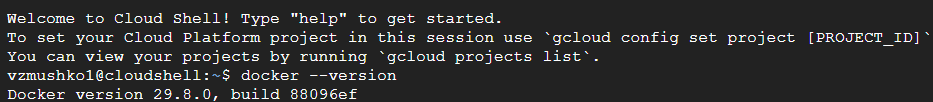 Welcome to Cloud Shell! Type "help" to get started.
To set your Cloud Platform project in this session use `gcloud config set project [PROJECT_ID]`
You can view your projects by running `gcloud projects list`.
vzmushko1@cloudshell:~$ docker --version
Docker version 29.8.0, build 88096ef